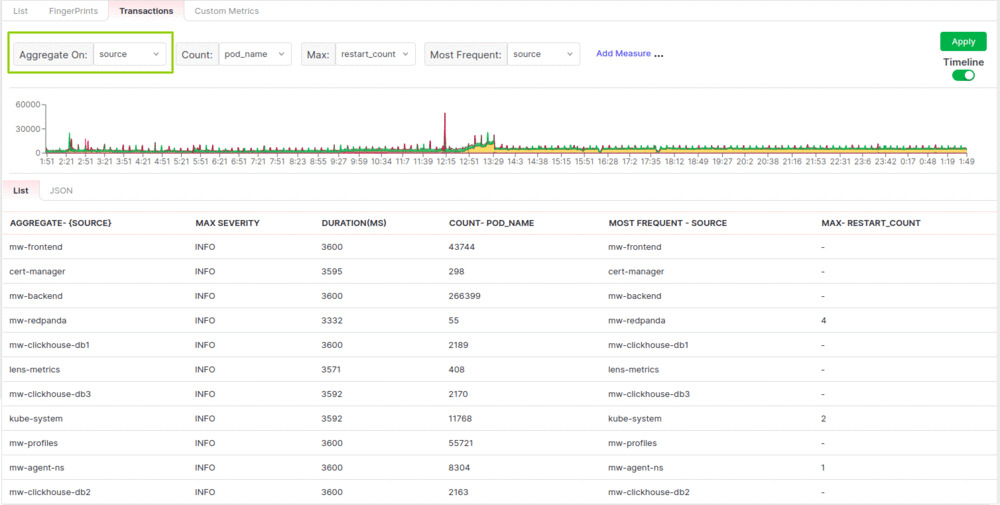 List FingerPrints Transactions Custom Metrics
Aggregate On: source Count: pod_name Max: restart_count Most Frequent: source Add Measure ... Apply
Timeline
60000
30000
0
1:51 2:21 2:51 3:21 3:51 4:21 4:51 5:21 5:51 6:21 6:51 7:21 7:51 8:23 8:55 9:27 9:59 10:34 11:7 11:39 12:15 12:55 13:29 14:3 14:38 15:15 15:51 16:28 17:2 17:35 18:12 18:49 19:27 20:2 20:41 21:16 21:53 22:31 23:6 23:42 0:17 0:48 1:19 1:49
List JSON
AGGREGATE- {SOURCE} MAX SEVERITY DURATION(MS) COUNT- POD_NAME MOST FREQUENT - SOURCE MAX- RESTART_COUNT
mw-frontend INFO 3600 43744 mw-frontend -
cert-manager INFO 3595 298 cert-manager -
mw-backend INFO 3600 266399 mw-backend -
mw-redpanda INFO 3332 55 mw-redpanda 4
mw-clickhouse-db1 INFO 3600 2189 mw-clickhouse-db1 -
lens-metrics INFO 3571 408 lens-metrics -
mw-clickhouse-db3 INFO 3592 2170 mw-clickhouse-db3 -
kube-system INFO 3592 11768 kube-system 2
mw-profiles INFO 3600 55721 mw-profiles -
mw-agent-ns INFO 3600 8304 mw-agent-ns 1
mw-clickhouse-db2 INFO 3600 2163 mw-clickhouse-db2 -